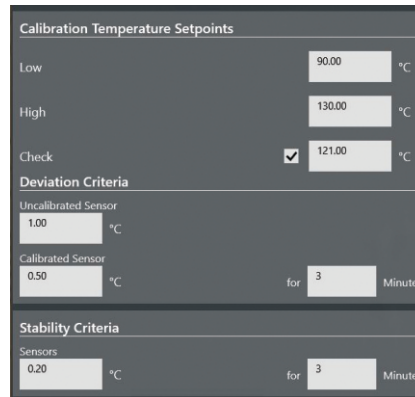 Calibration Temperature Setpoints
Low 90.00 °C
High 130.00 °C
Check 121.00 °C
Deviation Criteria
Uncalibrated Sensor
1.00 °C
Calibrated Sensor
0.50 °C for 3 Minute
Stability Criteria
Sensors
0.20 °C for 3 Minute